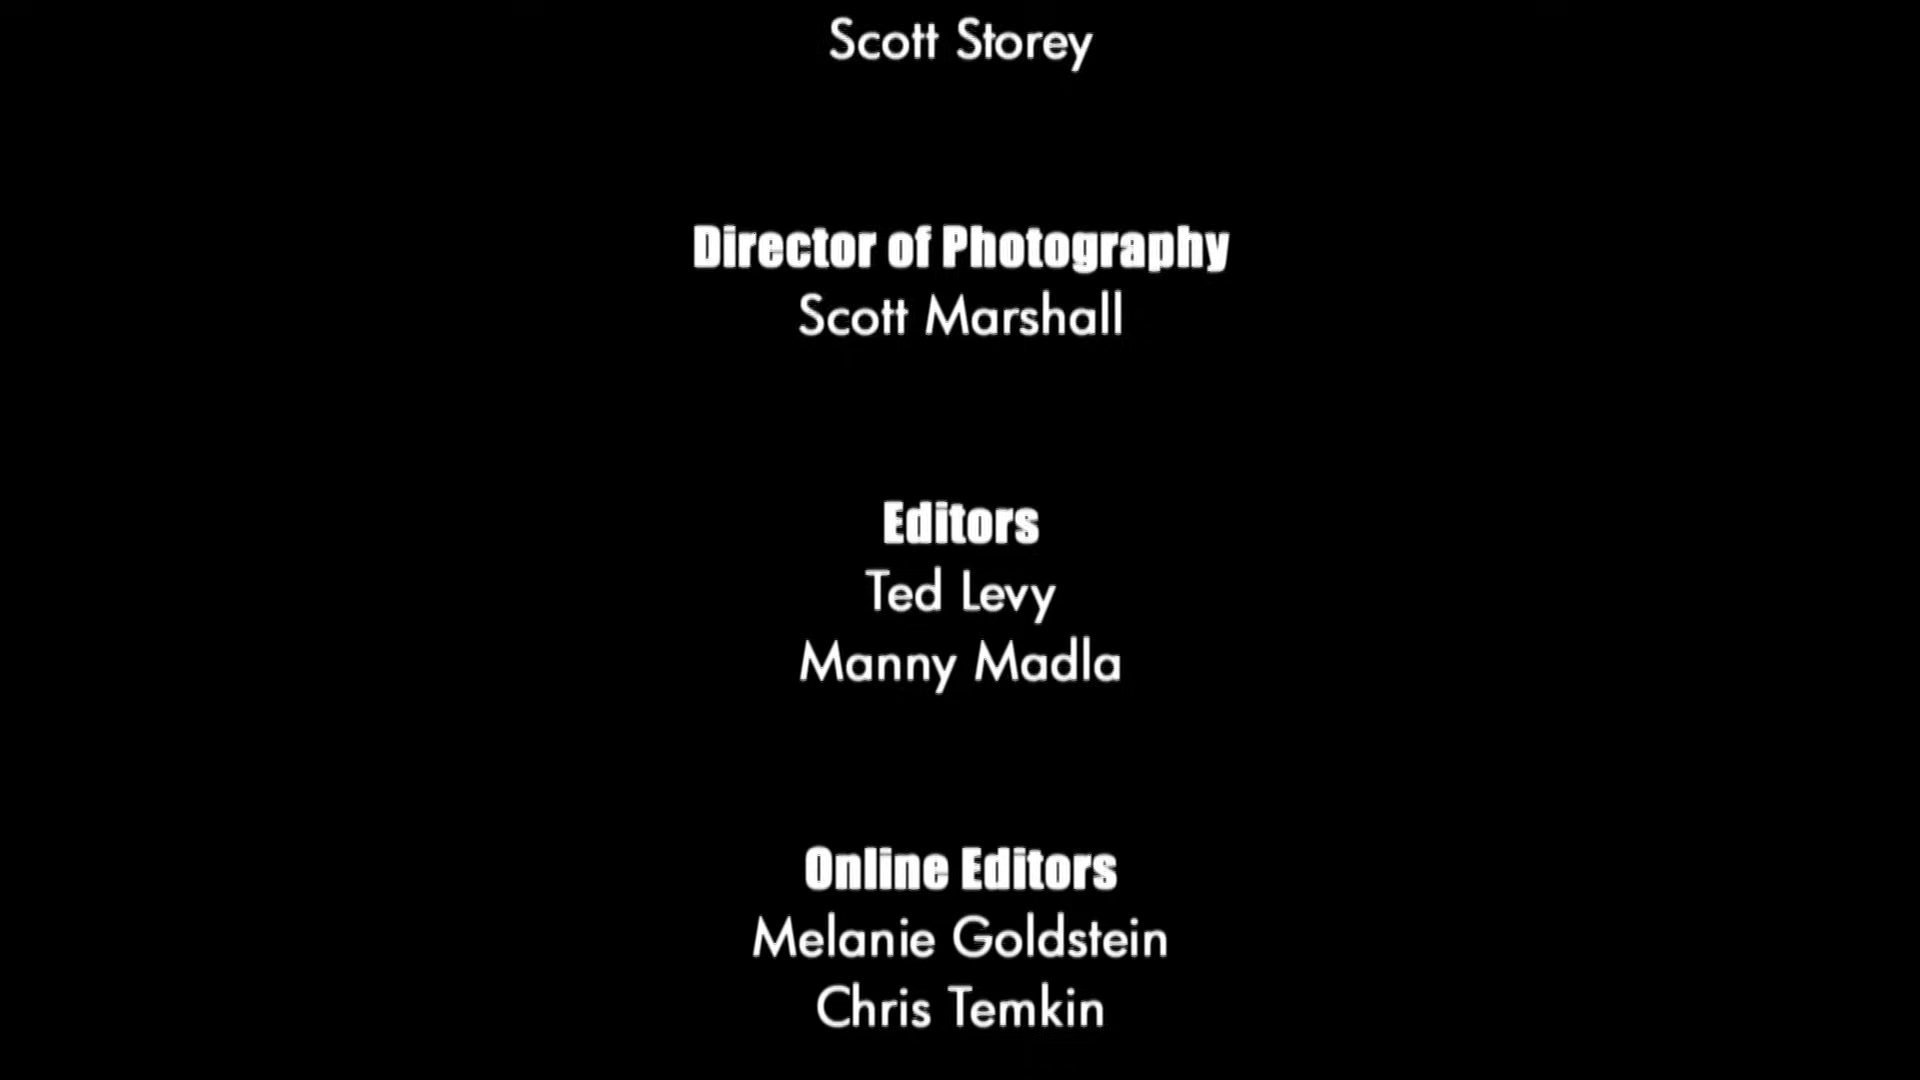 Scott Storey
Director of Photography
Scott Marshall
Editors
Ted Levy
Manny Madla
Online Editors
Melanie Goldstein
Chris Temkin